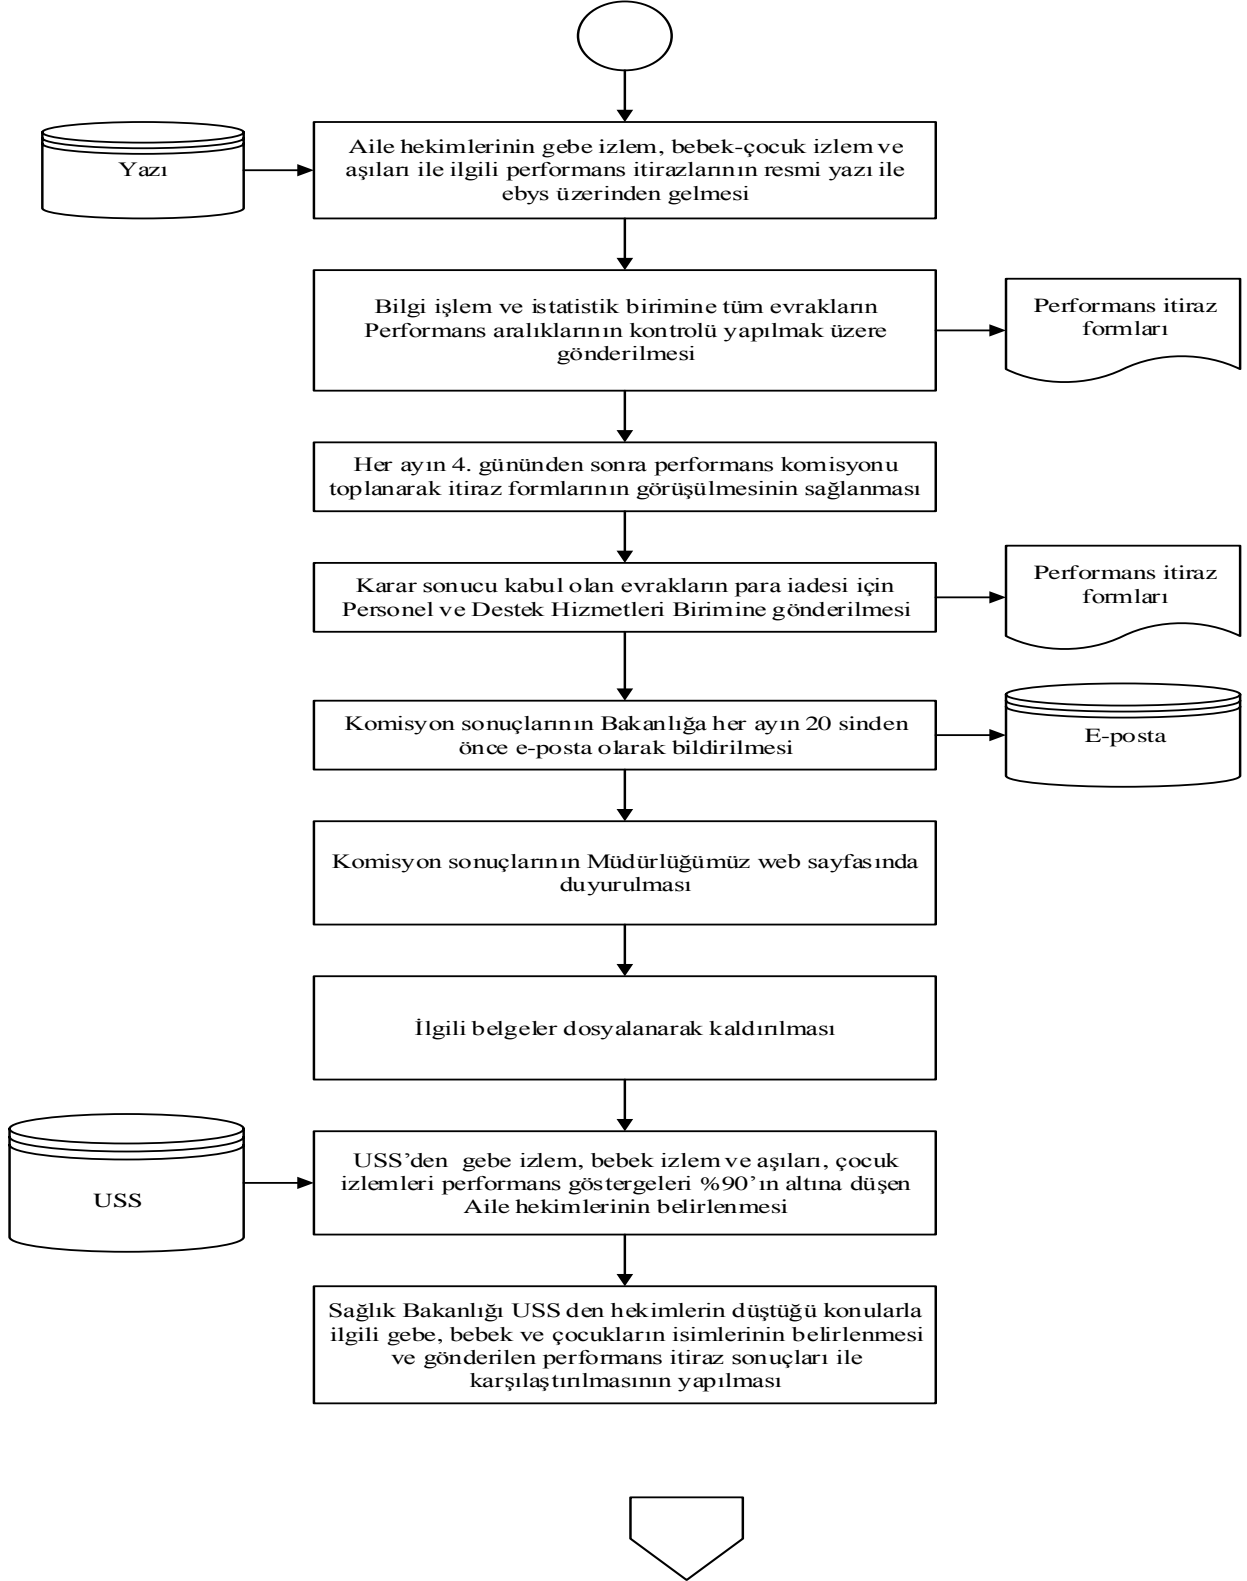 Yazı
Aile hekimlerinin gebe izlem, bebek-çocuk izlem ve
aşıları ile ilgili performans itirazlarının resmi yazı ile
ebys üzerinden gelmesi
Bilgi işlem ve istatistik birimine tüm evrakların
Performans aralıklarının kontrolü yapılmak üzere
gönderilmesi
Performans itiraz
formları
Her ayın 4. gününden sonra performans komisyonu
toplanarak itiraz formlarının görüşülmesinin sağlanması
Karar sonucu kabul olan evrakların para iadesi için
Personel ve Destek Hizmetleri Birimine gönderilmesi
Performans itiraz
formları
Komisyon sonuçlarının Bakanlığa her ayın 20 sinden
önce e-posta olarak bildirilmesi
E-posta
Komisyon sonuçlarının Müdürlüğümüz web sayfasında
duyurulması
İlgili belgeler dosyalanarak kaldırılması
USS
USS’den gebe izlem, bebek izlem ve aşıları, çocuk
izlemleri performans göstergeleri %90’ın altına düşen
Aile hekimlerinin belirlenmesi
Sağlık Bakanlığı USS den hekimlerin düştüğü konularla
ilgili gebe, bebek ve çocukların isimlerinin belirlenmesi
ve gönderilen performans itiraz sonuçları ile
karşılaştırılmasının yapılması